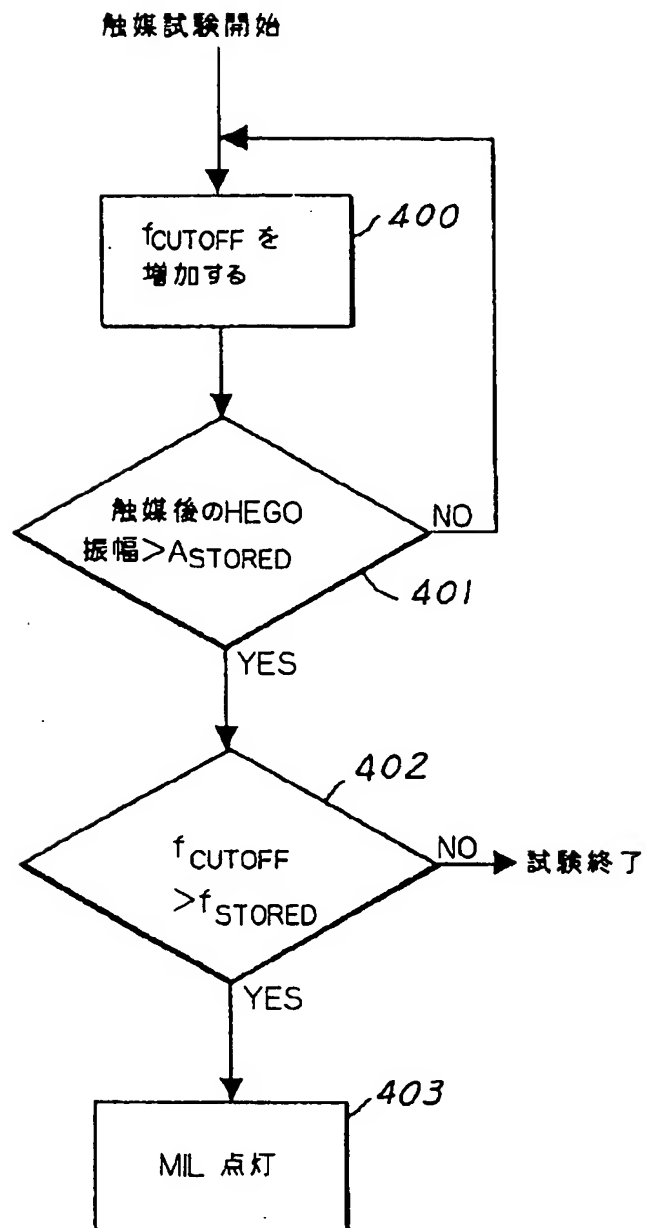 触媒試験開始
400
fCUTOFF を
増加する
触媒後のHEGO
振幅>ASTORED
NO
401
YES
402
fCUTOFF
>fSTORED
NO
試験終了
YES
403
MIL 点灯